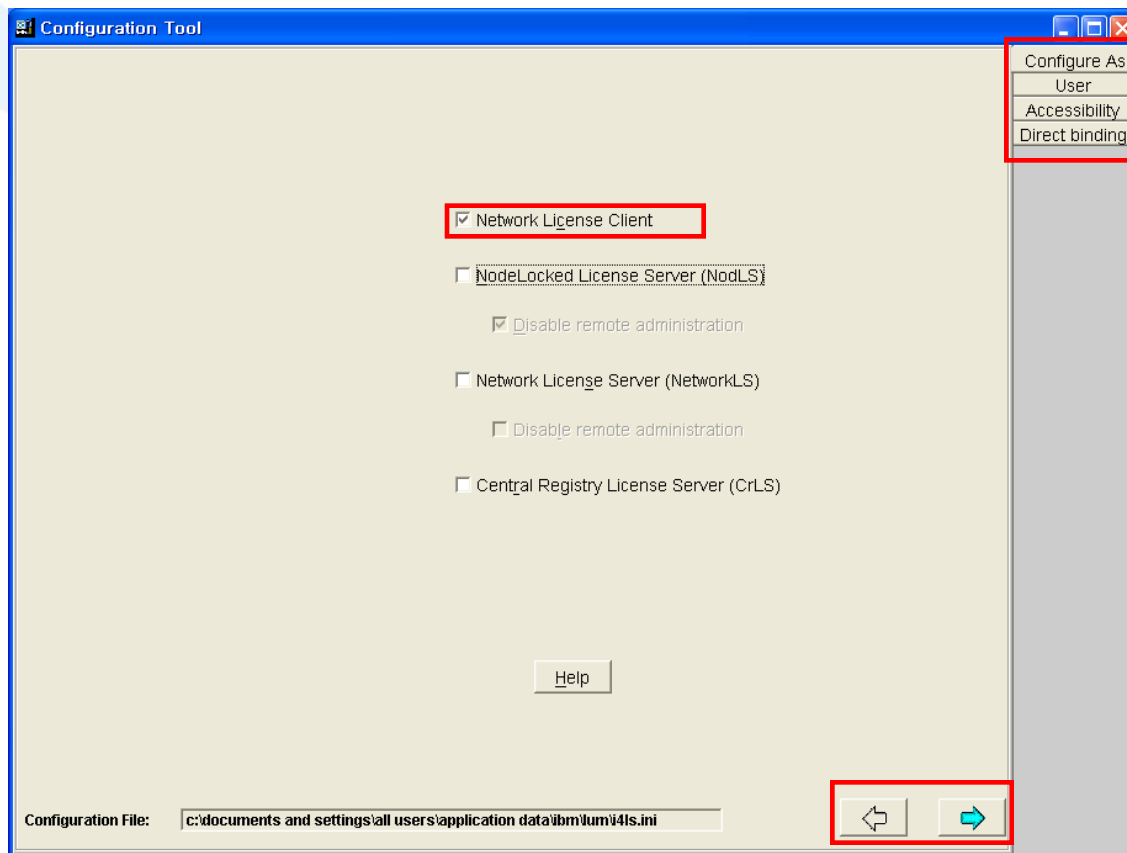 Configuration Tool
Configure As
User
Accessibility
Direct binding
Network License Client
NodeLocked License Server (NodLS)
Disable remote administration
Network License Server (NetworkLS)
Disable remote administration
Central Registry License Server (CrLS)
Help
Configuration File: c:\documents and settings\all users\application data\ibm\lum\i4ls.ini